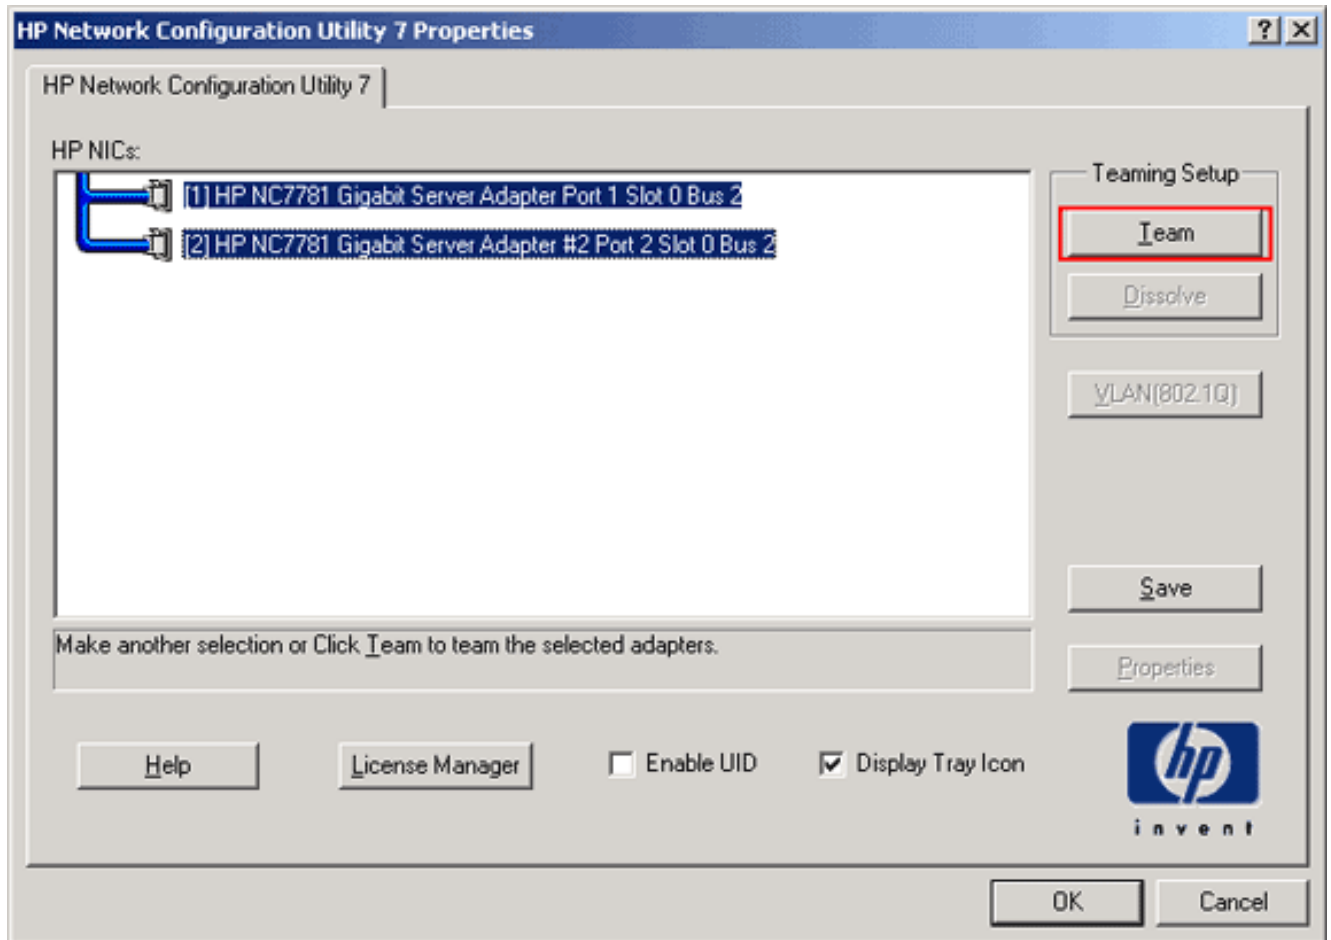 HP Network Configuration Utility 7 Properties
HP Network Configuration Utility 7
HP NICs:
[1] HP NC7781 Gigabit Server Adapter Port 1 Slot 0 Bus 2
[2] HP NC7781 Gigabit Server Adapter #2 Port 2 Slot 0 Bus 2
Teaming Setup
Team
Dissolve
VLAN(802.1Q)
Save
Make another selection or Click Team to team the selected adapters.
Properties
Help
License Manager
Enable UID
Display Tray Icon
hp
invent
OK
Cancel